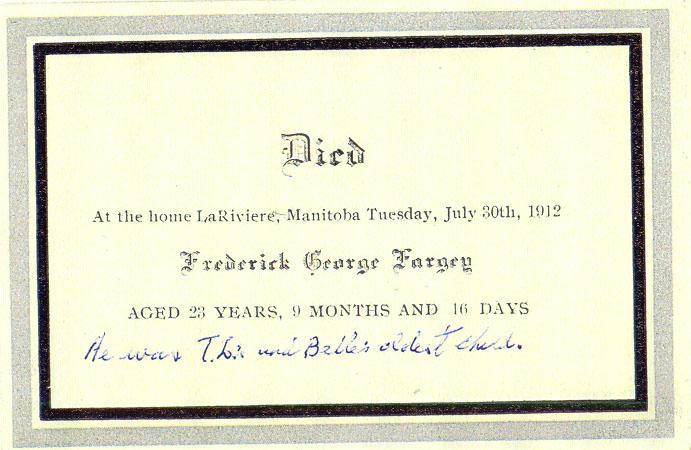 Died
At the home LaRiviere, Manitoba Tuesday, July 30th, 1912
Frederick George Fargey
AGED 23 YEARS, 9 MONTHS AND 16 DAYS
He was and Belle's oldest child.